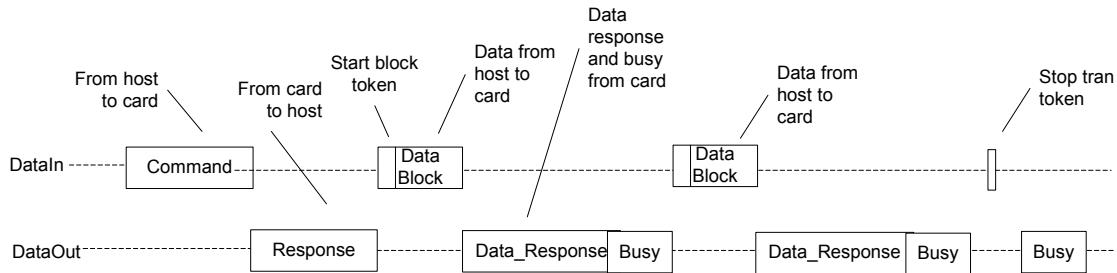 Data
response
and busy
from card
From host
to card
From card
to host
Start block
token
Data from
host to
card
Data from
host to
card
Stop tran
token
DataIn
Command
Data
Block
Data
Block
DataOut
Response
Data_Response
Busy
Data_Response
Busy
Busy